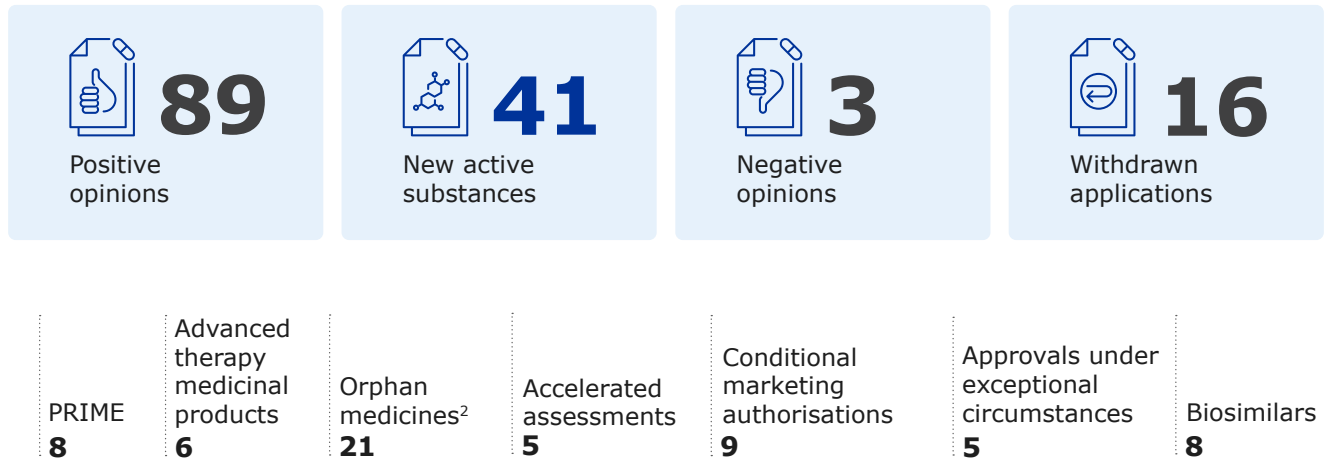 89
Positive
opinions
41
New active
substances
3
Negative
opinions
16
Withdrawn
applications
PRIME
8
Advanced
therapy
medicinal
products
6
Orphan
medicines²
21
Accelerated
assessments
5
Conditional
marketing
authorisations
9
Approvals under
exceptional
circumstances
5
Biosimilars
8